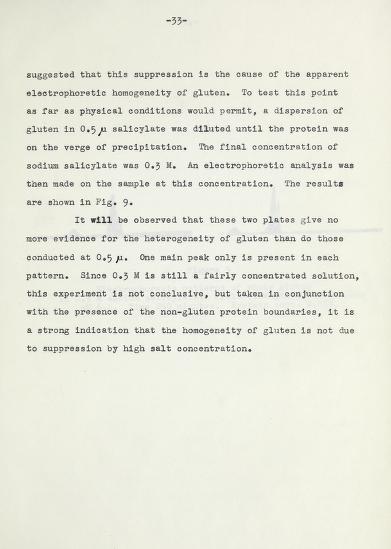 -33-
suggested that this suppression is the cause of the apparent
electrophoretic homogeneity of gluten. To test this point
as far as physical conditions would permit, a dispersion of
gluten in 0.5 µ salicylate was diluted until the protein was
on the verge of precipitation. The final concentration of
sodium salicylate was 0.3 M. An electrophoretic analysis was
then made on the sample at this concentration. The results
are shown in Fig. 9.
It will be observed that these two plates give no
more evidence for the heterogeneity of gluten than do those
conducted at 0.5 µ. One main peak only is present in each
pattern. Since 0.3 M is still a fairly concentrated solution,
this experiment is not conclusive, but taken in conjunction
with the presence of the non-gluten protein boundaries, it is
a strong indication that the homogeneity of gluten is not due
to suppression by high salt concentration.